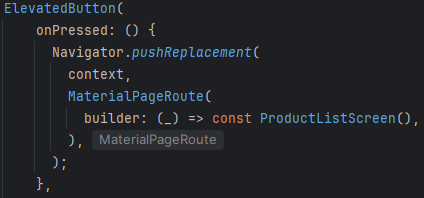 ElevatedButton(
onPressed: () {
Navigator.pushReplacement(
context,
MaterialPageRoute(
builder: (_) => const ProductListScreen(),
), MaterialPageRoute
);
},